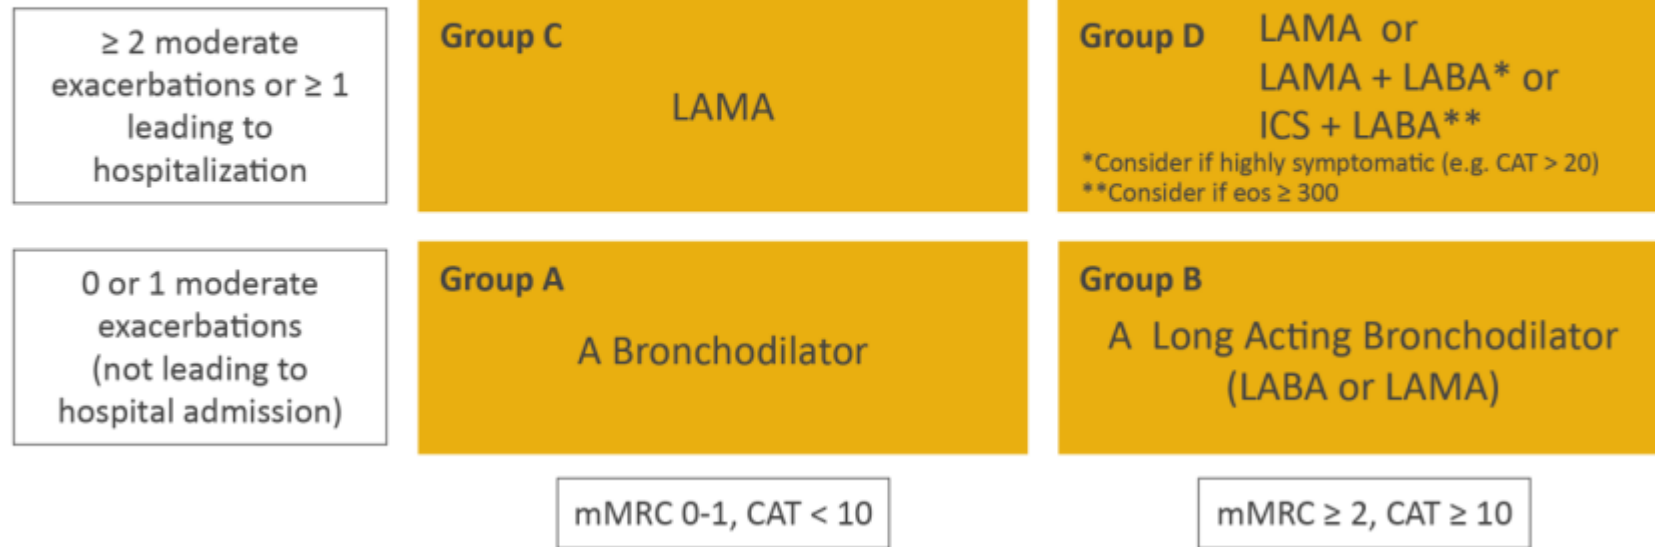 ≥ 2 moderate
exacerbations or ≥ 1
leading to
hospitalization
Group C
LAMA
Group D
LAMA or
LAMA + LABA* or
ICS + LABA**
*Consider if highly symptomatic (e.g. CAT > 20)
**Consider if eos ≥ 300
0 or 1 moderate
exacerbations
(not leading to
hospital admission)
Group A
A Bronchodilator
Group B
A Long Acting Bronchodilator
(LABA or LAMA)
mMRC 0-1, CAT < 10
mMRC ≥ 2, CAT ≥ 10